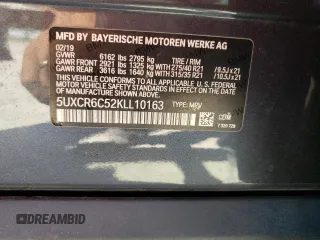 MFD BY BAYERISCHE MOTOREN WERKE AG
02/19
GVWR 6162 lbs 2795 kg TIRE / RIM
GAWR FRONT 2921 lbs 1325 kg 275/40 R21 / 9.5J x 21
GAWR REAR 3616 lbs 1640 kg 315/35 R21 / 10.5J x 21
THIS VEHICLE CONFORMS TO ALL APPLICABLE U.S. FEDERAL
MOTOR VEHICLE SAFETY STANDARDS IN EFFECT ON
THE DATE OF MANUFACTURE SHOWN ABOVE.
5UXCR6C52KLL10163 TYPE: MPV
DREAMBID